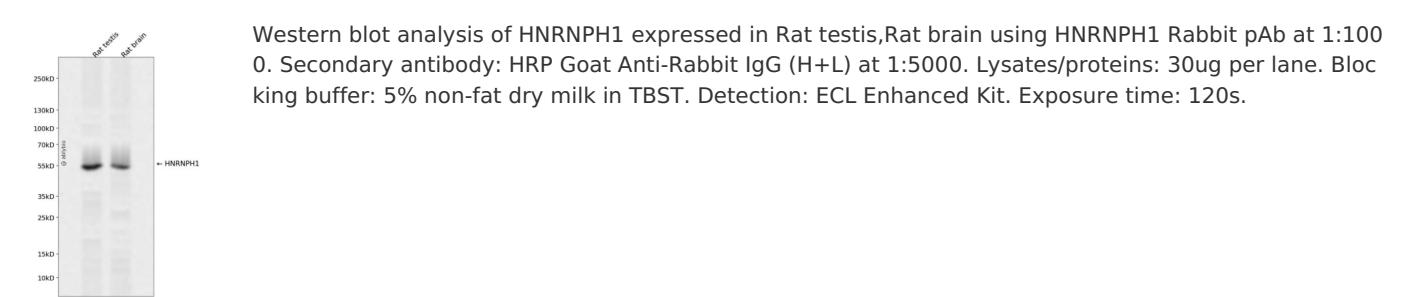 Rat testis
Rat brain
Western blot analysis of HNRNPH1 expressed in Rat testis,Rat brain using HNRNPH1 Rabbit pAb at 1:100
0. Secondary antibody: HRP Goat Anti-Rabbit IgG (H+L) at 1:5000. Lysates/proteins: 30ug per lane. Bloc
king buffer: 5% non-fat dry milk in TBST. Detection: ECL Enhanced Kit. Exposure time: 120s.
250kD
130kD
100kD
70kD
55kD
← HNRNPH1
35kD
25kD
15kD
10kD